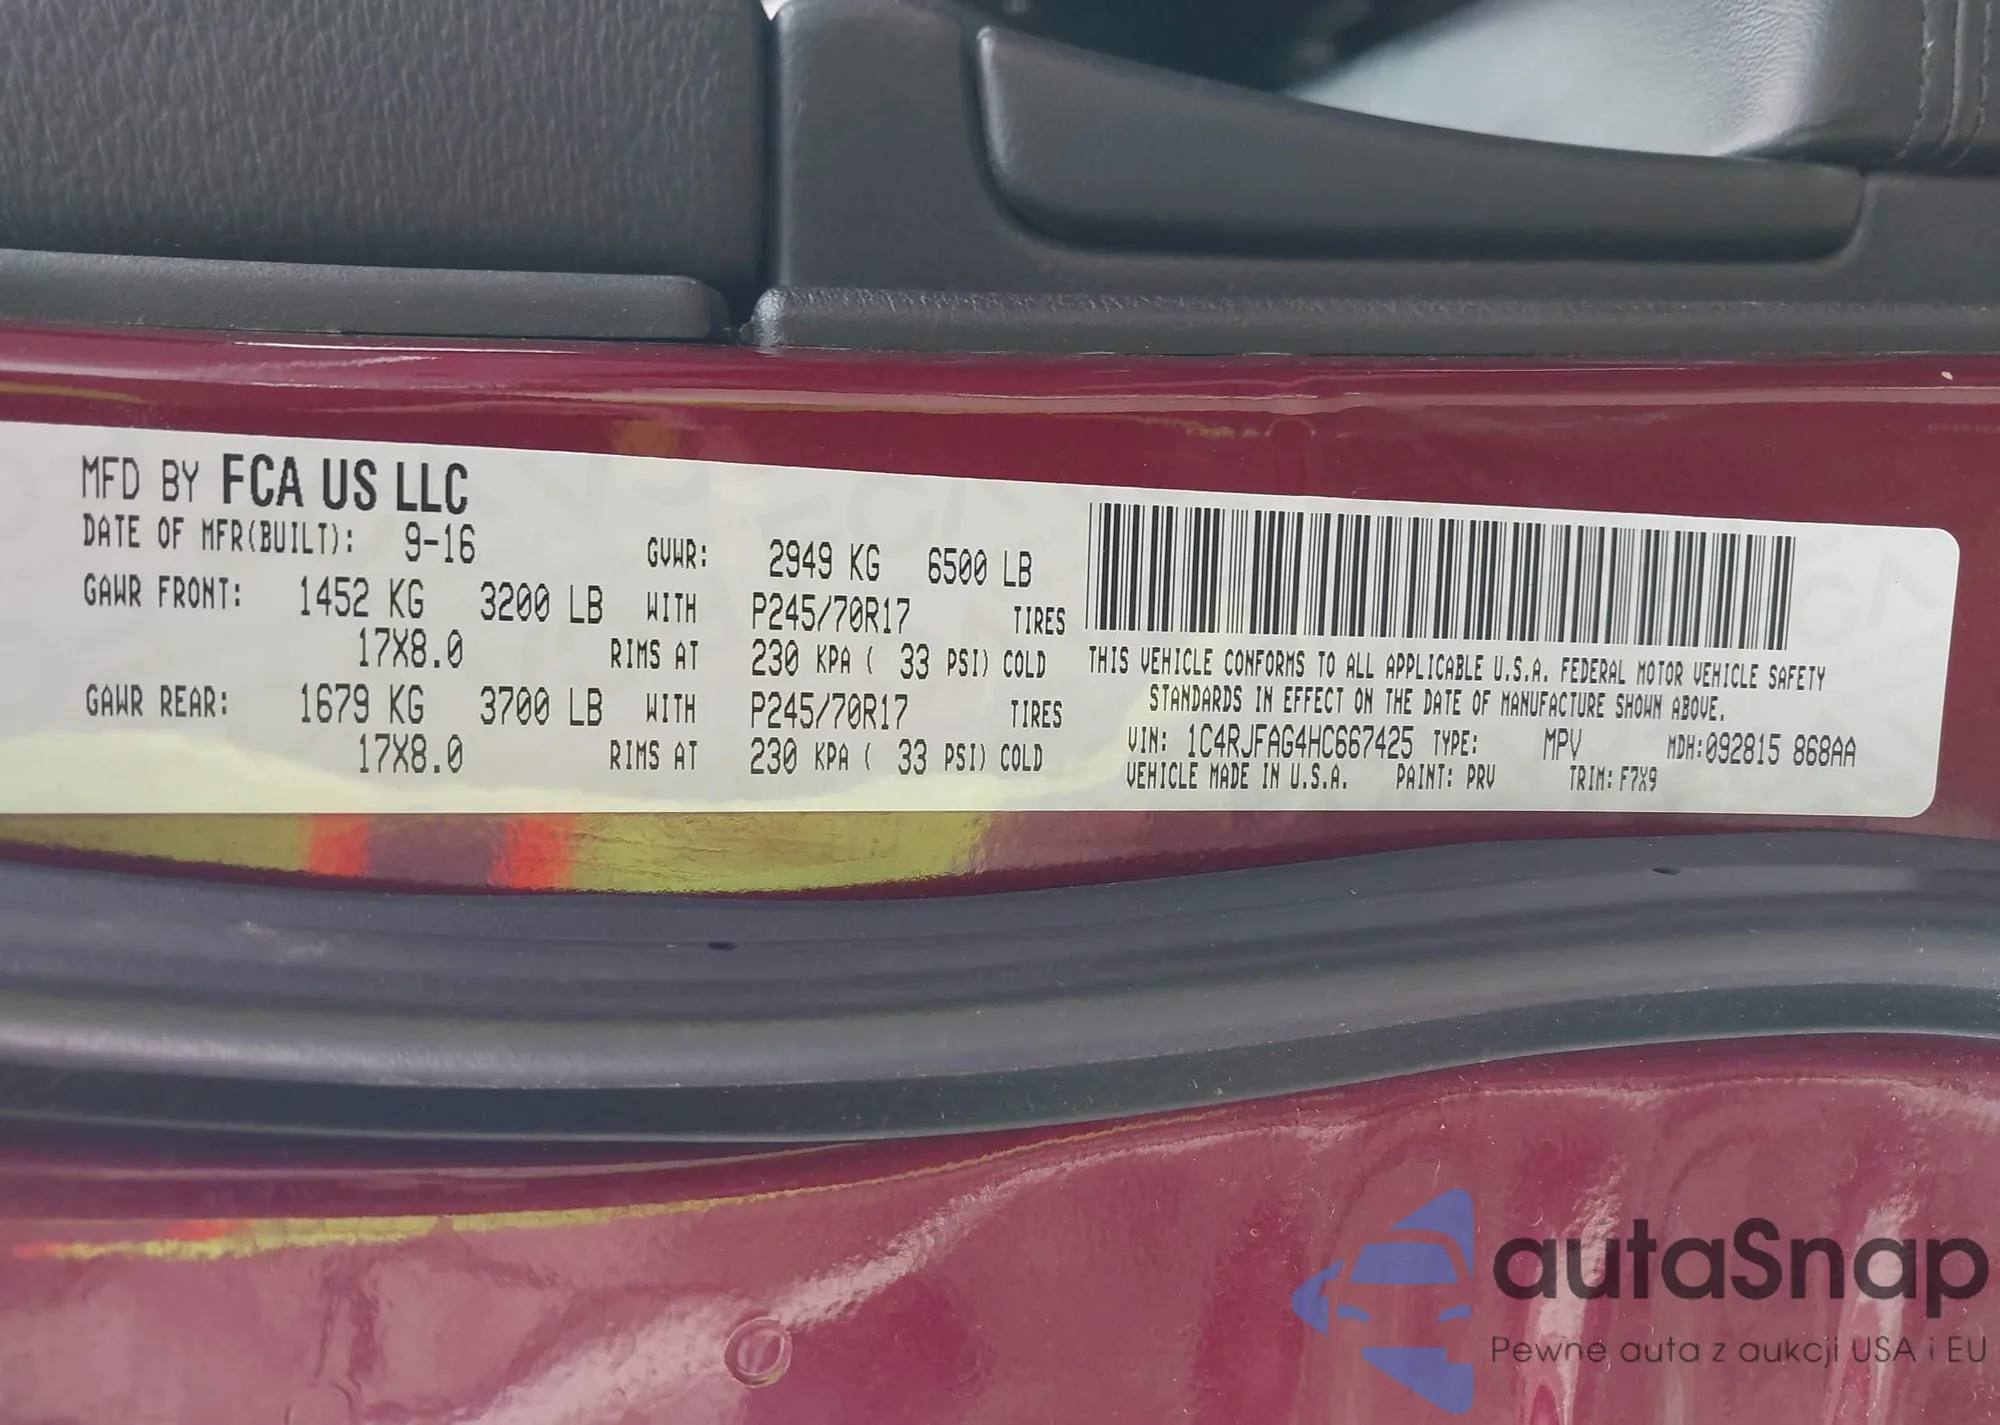 MFD BY FCA US LLC
DATE OF MFR(BUILT): 9-16 GVWR: 2949 KG 6500 LB
GAWR FRONT: 1452 KG 3200 LB WITH P245/70R17 TIRES
17X8.0 RIMS AT 230 KPA ( 33 PSI) COLD
GAWR REAR: 1679 KG 3700 LB WITH P245/70R17 TIRES
17X8.0 RIMS AT 230 KPA ( 33 PSI) COLD
THIS VEHICLE CONFORMS TO ALL APPLICABLE U.S.A. FEDERAL MOTOR VEHICLE SAFETY
STANDARDS IN EFFECT ON THE DATE OF MANUFACTURE SHOWN ABOVE.
VIN: 1C4RJFAG4HC667425 TYPE: MPV MDH:092815 868AA
VEHICLE MADE IN U.S.A. PAINT: PRV TRIM: F7X9
autaSnap
Pewne auta z aukcji USA i EU